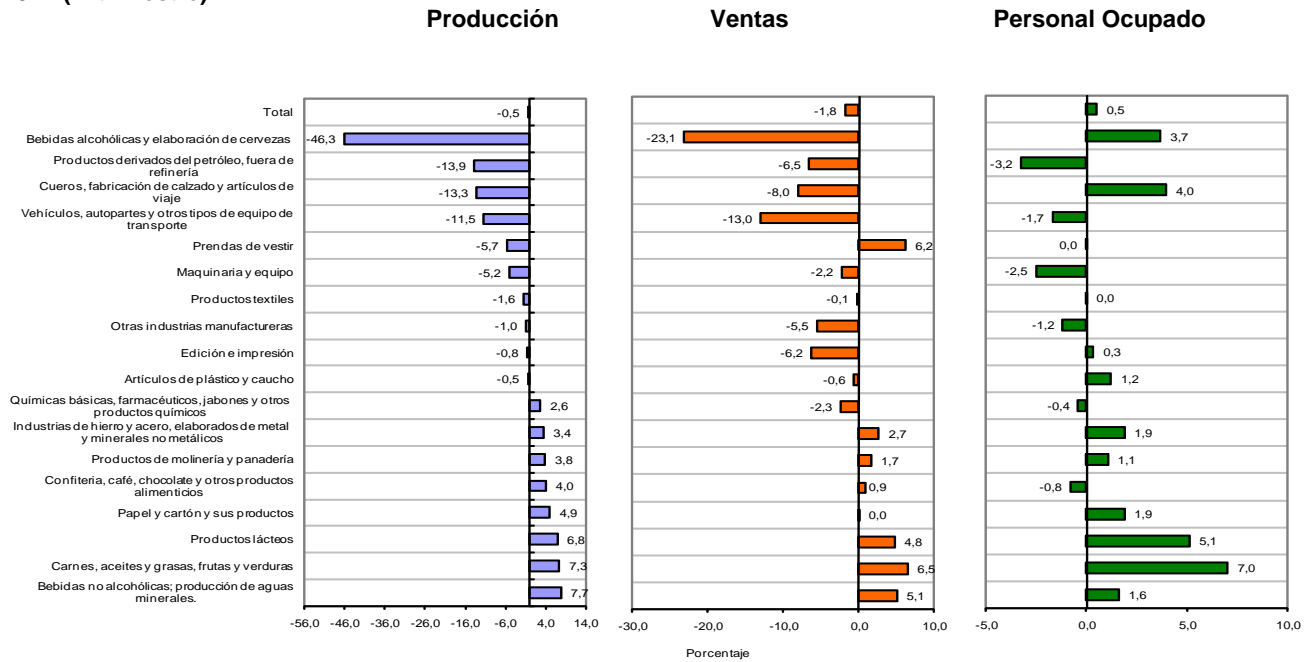 Producción Ventas Personal Ocupado
Total -0,5 -1,8 0,5
Bebidas alcohólicas y elaboración de cervezas -46,3 -23,1 3,7
Productos derivados del petróleo, fuera de
refinería -13,9 -6,5 -3,2
Cueros, fabricación de calzado y artículos de
viaje -13,3 -8,0 4,0
Vehículos, autopartes y otros tipos de equipo de
transporte -11,5 -13,0 -1,7
Prendas de vestir -5,7 6,2 0,0
Maquinaria y equipo -5,2 -2,2 -2,5
Productos textiles -1,6 -0,1 0,0
Otras industrias manufactureras -1,0 -5,5 -1,2
Edición e impresión -0,8 -6,2 0,3
Artículos de plástico y caucho -0,5 -0,6 1,2
Químicas básicas, farmacéuticos, jabones y otros
productos químicos 2,6 -2,3 -0,4
Industrias de hierro y acero, elaborados de metal
y minerales no metálicos 3,4 2,7 1,9
Productos de molinería y panadería 3,8 1,7 1,1
Confiteria, café, chocolate y otros productos
alimenticios 4,0 0,9 -0,8
Papel y cartón y sus productos 4,9 0,0 1,9
Productos lácteos 6,8 4,8 5,1
Carnes, aceites y grasas, frutas y verduras 7,3 6,5 7,0
Bebidas no alcohólicas; producción de aguas
minerales. 7,7 5,1 1,6
-56,0 -46,0 -36,0 -26,0 -16,0 -6,0 4,0 14,0 -30,0 -20,0 -10,0 0,0 10,0 -5,0 0,0 5,0 10,0
Porcentaje